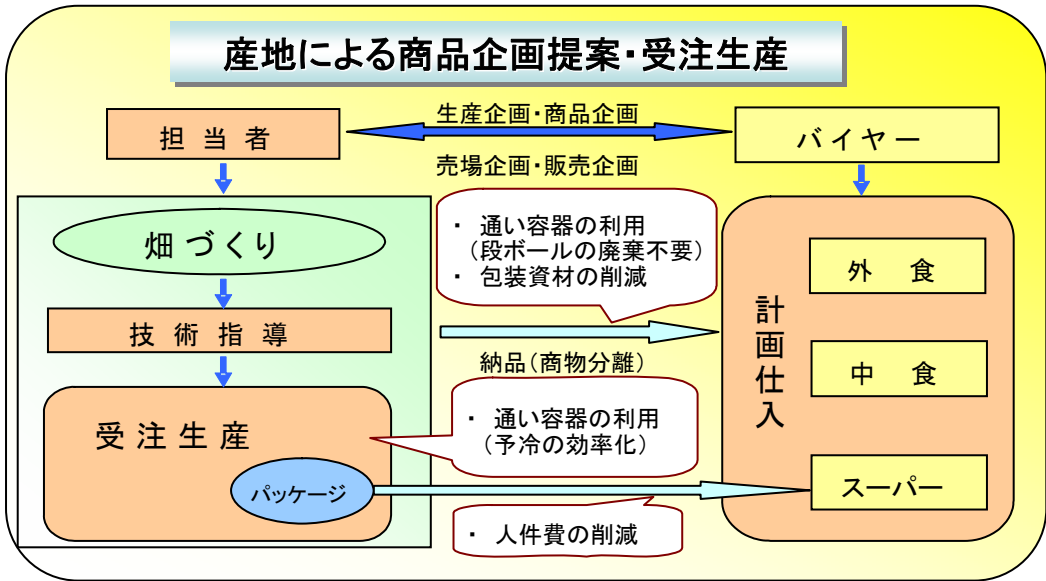 産地による商品企画提案・受注生産
生産企画・商品企画
担当者
バイヤー
売場企画・販売企画
畑づくり
・ 通い容器の利用
（段ボールの廃棄不要）
・ 包装資材の削減
外 食
技術指導
計画仕入
納品（商物分離）
中 食
受注生産
・ 通い容器の利用
（予冷の効率化）
パッケージ
スーパー
・ 人件費の削減